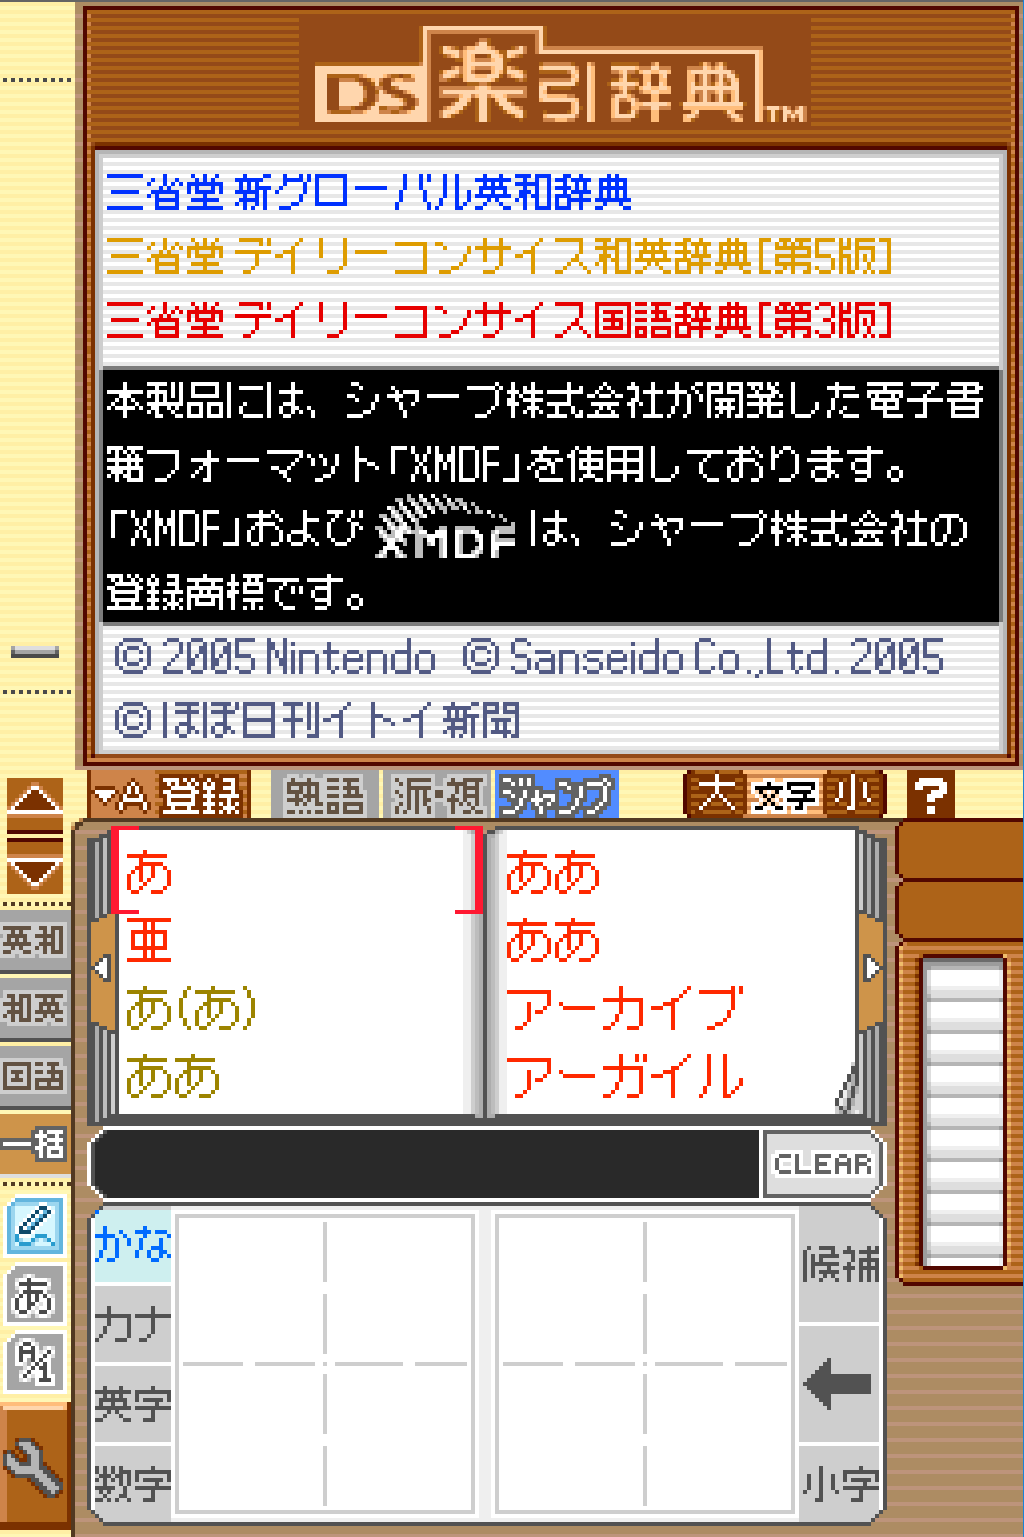 DS楽引辞典™
三省堂 新グローバル英和辞典
三省堂 デイリーコンサイス和英辞典[第5版]
三省堂 デイリーコンサイス国語辞典[第3版]
本製品には、シャープ株式会社が開発した電子書
籍フォーマット「XMDF」を使用しております。
「XMDF」および XMDF は、シャープ株式会社の
登録商標です。
© 2005 Nintendo © Sanseido Co.,Ltd. 2005
© ほぼ日刊イトイ新聞
▼A 登録 熟語 派・視 ジャンプ 大 文字 小 ?
英和
和英
国語
一括
あ
A/1
あ
亜
あ(あ)
ああ
ああ
ああ
アーカイブ
アーガイル
CLEAR
かな
カナ
英字
数字
候補
小字